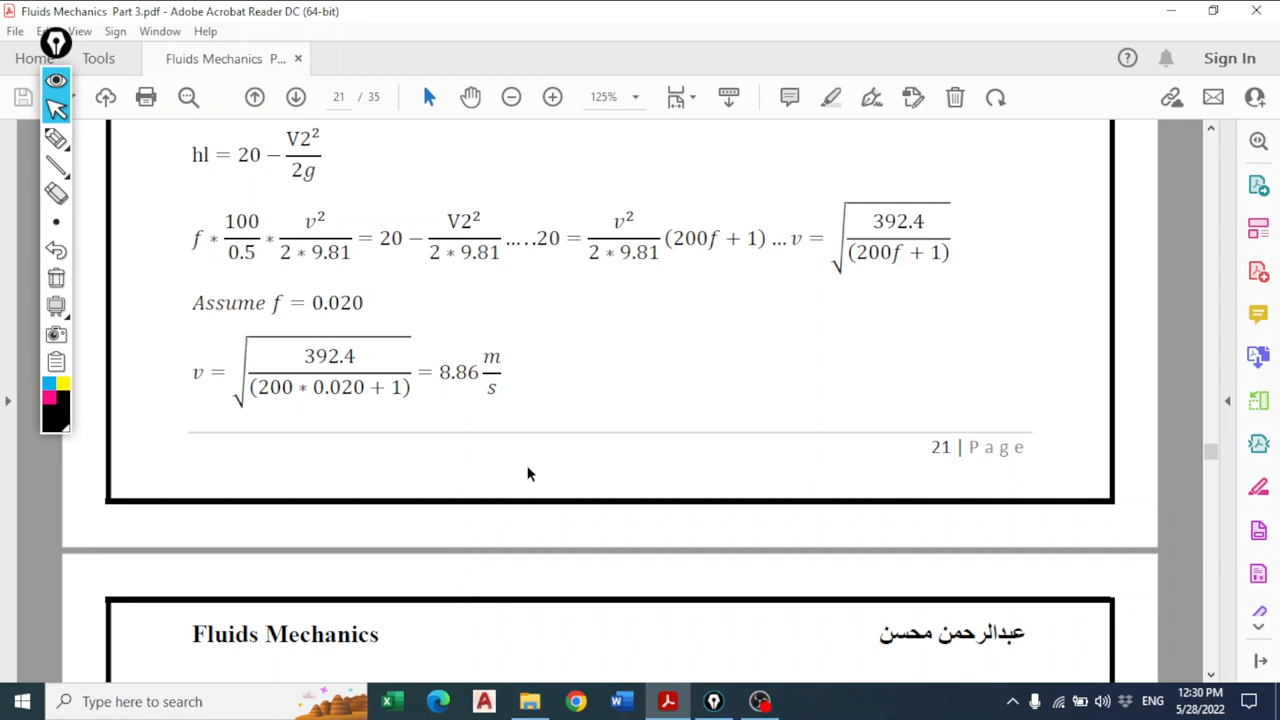 Fluids Mechanics Part 3.pdf - Adobe Acrobat Reader DC (64-bit)
File View Sign Window Help
Home Tools Fluids Mechanics P... × Sign In
21 / 35 125%
hl = 20 − V2² / 2g
f * 100/0.5 * v²/(2 * 9.81) = 20 − V2²/(2 * 9.81) .....20 = v²/(2 * 9.81) (200f + 1) ... v = √(392.4/(200f + 1))
Assume f = 0.020
v = √(392.4/(200 * 0.020 + 1)) = 8.86 m/s
21 | P a g e
Fluids Mechanics عبدالرحمن محسن
Type here to search ENG 12:30 PM
5/28/2022